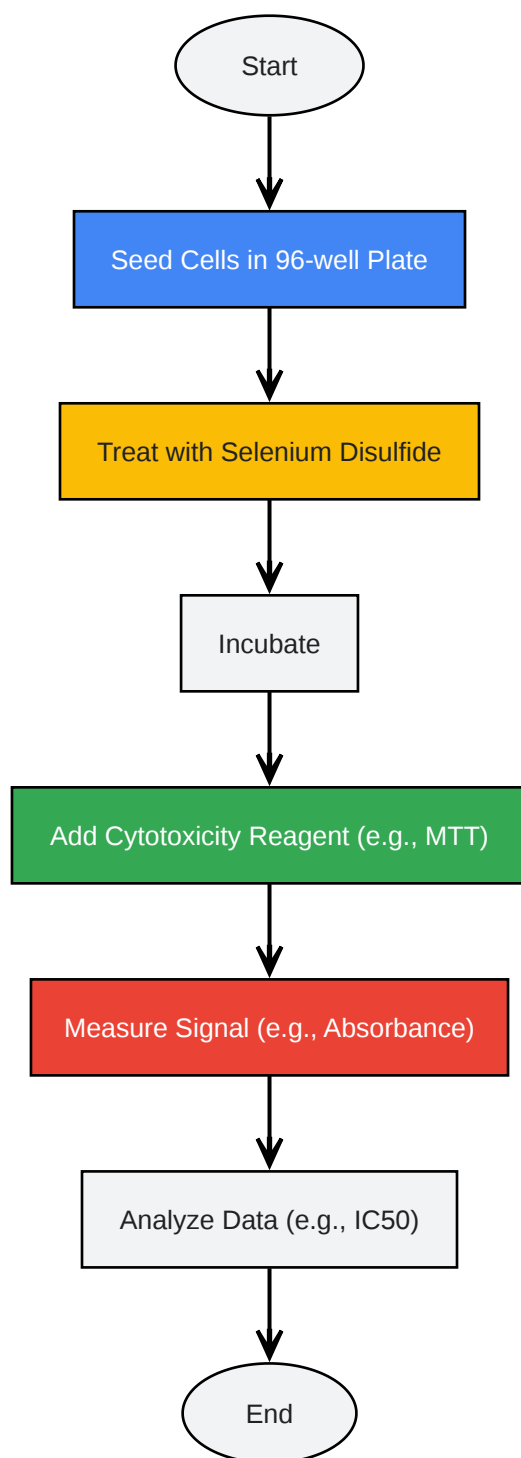 Start
Seed Cells in 96-well Plate
Treat with Selenium Disulfide
Incubate
Add Cytotoxicity Reagent (e.g., MTT)
Measure Signal (e.g., Absorbance)
Analyze Data (e.g., IC50)
End